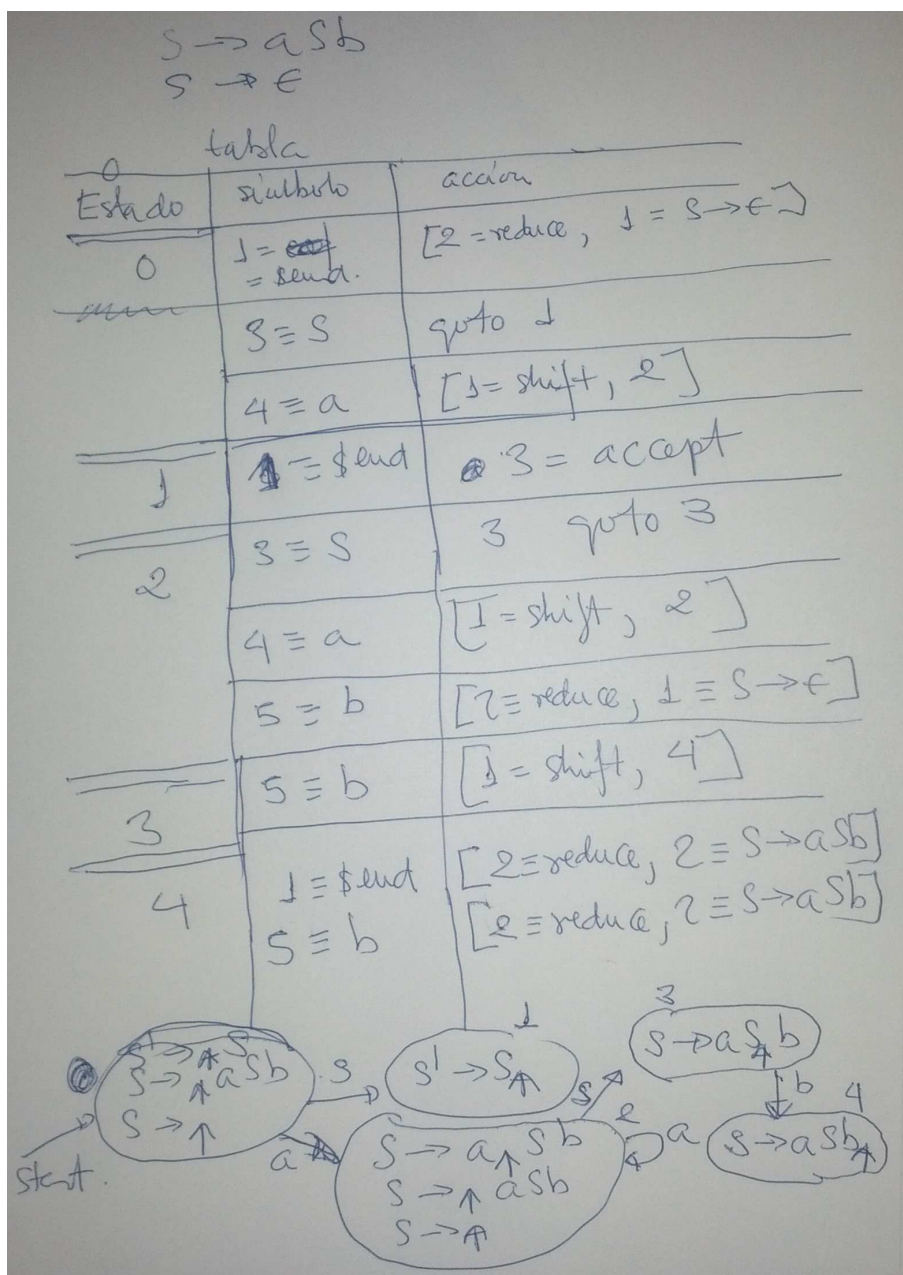 S → aSb
S → ϵ
tabla
0
Estado símbolo acción
0 1 = = $end. [2 = reduce, 1 = S → ϵ]
3 ≡ S goto 1
4 ≡ a [1 = shift, 2]
1 1 ≡ $end 3 = accept
2 3 ≡ S 3 goto 3
4 ≡ a [1 = shift, 2]
5 ≡ b [2 ≡ reduce, 1 ≡ S → ϵ]
3 5 ≡ b [1 = shift, 4]
4 1 ≡ $end [2 ≡ reduce, 2 ≡ S → aSb]
5 ≡ b [2 ≡ reduce, 2 ≡ S → aSb]
S' → ↑ S
S → ↑ aSb
S → ↑
start.
S
a
1
S' → S↑
S
2
S → a↑Sb
S → ↑aSb
S → ↑
a
3
S → aS↑b
b
4
S → aSb↑